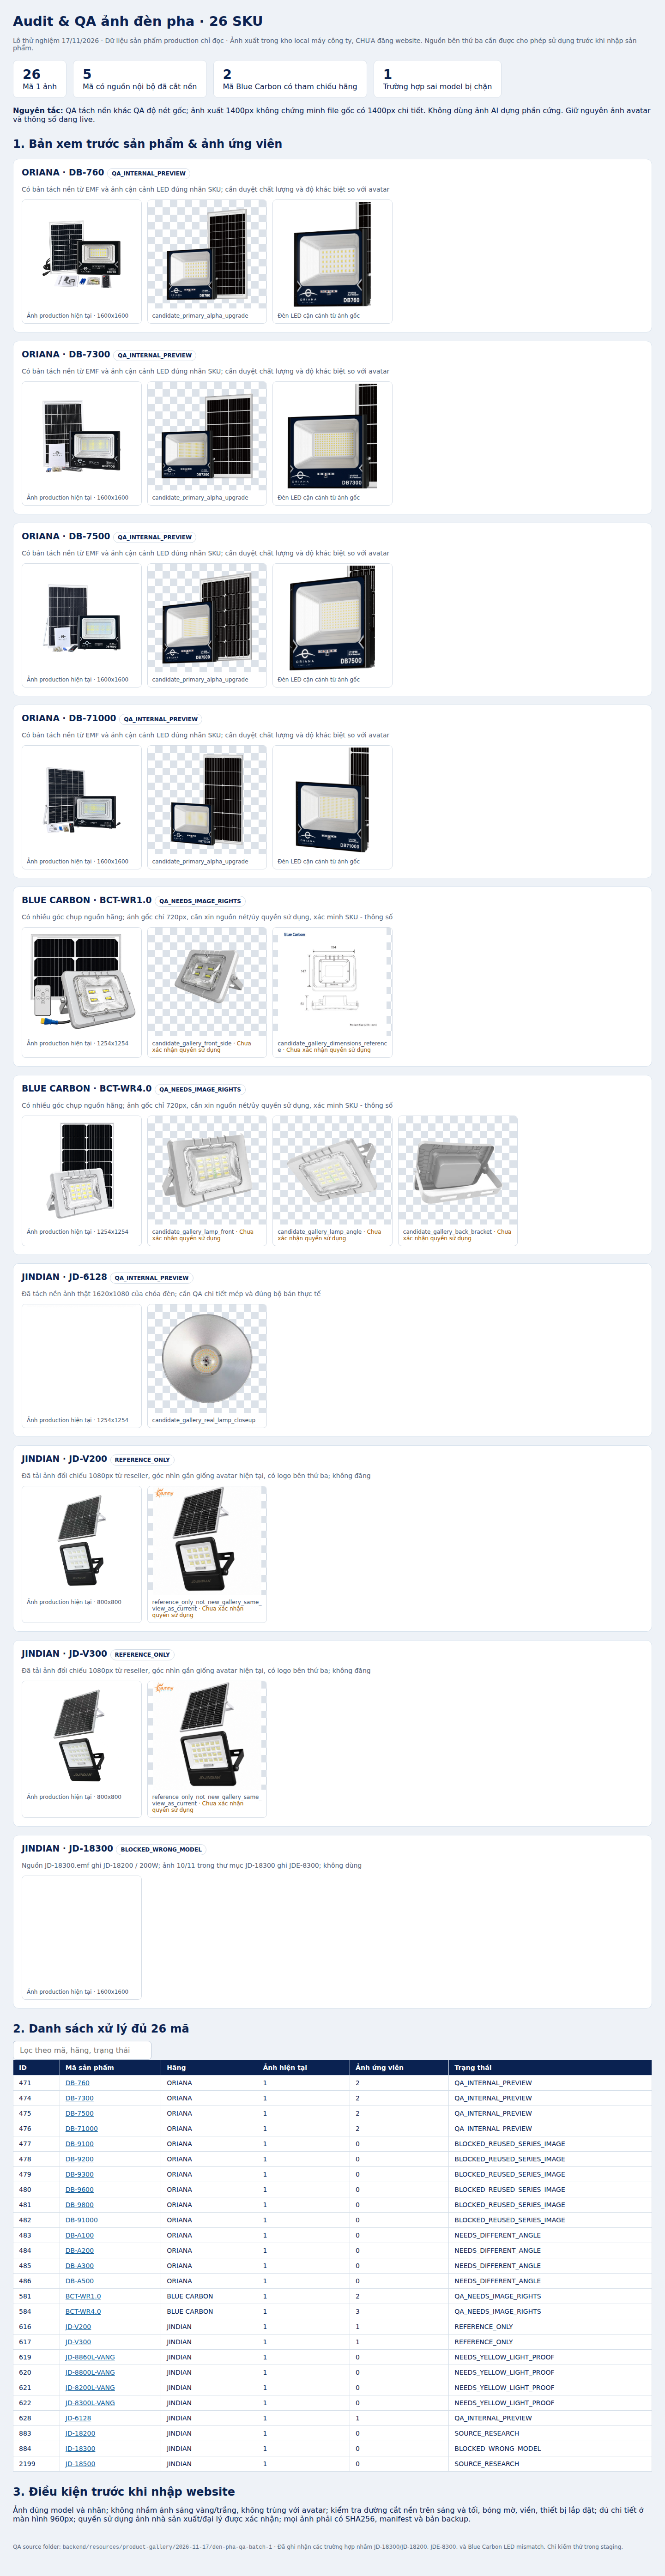 Audit & QA ảnh đèn pha · 26 SKU
Lô thử nghiệm 17/11/2026 · Dữ liệu sản phẩm production chỉ đọc · Ảnh xuất trong kho local máy công ty, CHƯA đăng website. Nguồn bên thứ ba cần được cho phép sử dụng trước khi nhập sản
phẩm.
26
Mã 1 ảnh
5
Mã có nguồn nội bộ đã cắt nền
2
Mã Blue Carbon có tham chiếu hãng
1
Trường hợp sai model bị chặn
Nguyên tắc: QA tách nền khác QA độ nét gốc; ảnh xuất 1400px không chứng minh file gốc có 1400px chi tiết. Không dùng ảnh AI dựng phần cứng. Giữ nguyên ảnh avatar
và thông số đang live.
1. Bản xem trước sản phẩm & ảnh ứng viên
ORIANA · DB-760 QA_INTERNAL_PREVIEW
Có bản tách nền từ EMF và ảnh cận cảnh LED đúng nhãn SKU; cần duyệt chất lượng và độ khác biệt so với avatar
DB760
DB760
Ảnh production hiện tại · 1600x1600
candidate_primary_alpha_upgrade
Đèn LED cận cảnh từ ảnh gốc
ORIANA · DB-7300 QA_INTERNAL_PREVIEW
Có bản tách nền từ EMF và ảnh cận cảnh LED đúng nhãn SKU; cần duyệt chất lượng và độ khác biệt so với avatar
DB7300
DB7300
Ảnh production hiện tại · 1600x1600
candidate_primary_alpha_upgrade
Đèn LED cận cảnh từ ảnh gốc
ORIANA · DB-7500 QA_INTERNAL_PREVIEW
Có bản tách nền từ EMF và ảnh cận cảnh LED đúng nhãn SKU; cần duyệt chất lượng và độ khác biệt so với avatar
DB7500
DB7500
Ảnh production hiện tại · 1600x1600
candidate_primary_alpha_upgrade
Đèn LED cận cảnh từ ảnh gốc
ORIANA · DB-71000 QA_INTERNAL_PREVIEW
Có bản tách nền từ EMF và ảnh cận cảnh LED đúng nhãn SKU; cần duyệt chất lượng và độ khác biệt so với avatar
DB71000
Ảnh production hiện tại · 1600x1600
candidate_primary_alpha_upgrade
Đèn LED cận cảnh từ ảnh gốc
BLUE CARBON · BCT-WR1.0 QA_NEEDS_IMAGE_RIGHTS
Có nhiều góc chụp nguồn hãng; ảnh gốc chỉ 720px, cần xin nguồn nét/ủy quyền sử dụng, xác minh SKU - thông số
Blue Carbon
Ảnh production hiện tại · 1254x1254
candidate_gallery_front_side · Chưa
xác nhận quyền sử dụng
candidate_gallery_dimensions_referenc
e · Chưa xác nhận quyền sử dụng
BLUE CARBON · BCT-WR4.0 QA_NEEDS_IMAGE_RIGHTS
Có nhiều góc chụp nguồn hãng; ảnh gốc chỉ 720px, cần xin nguồn nét/ủy quyền sử dụng, xác minh SKU - thông số
Ảnh production hiện tại · 1254x1254
candidate_gallery_lamp_front · Chưa
xác nhận quyền sử dụng
candidate_gallery_lamp_angle · Chưa
xác nhận quyền sử dụng
candidate_gallery_back_bracket · Chưa
xác nhận quyền sử dụng
JINDIAN · JD-6128 QA_INTERNAL_PREVIEW
Đã tách nền ảnh thật 1620x1080 của chóa đèn; cần QA chi tiết mép và đúng bộ bán thực tế
Ảnh production hiện tại · 1254x1254
candidate_gallery_real_lamp_closeup
JINDIAN · JD-V200 REFERENCE_ONLY
Đã tải ảnh đối chiếu 1080px từ reseller, góc nhìn gần giống avatar hiện tại, có logo bên thứ ba; không đăng
Ảnh production hiện tại · 800x800
reference_only_not_new_gallery_same_
view_as_current · Chưa xác nhận
quyền sử dụng
JINDIAN · JD-V300 REFERENCE_ONLY
Đã tải ảnh đối chiếu 1080px từ reseller, góc nhìn gần giống avatar hiện tại, có logo bên thứ ba; không đăng
Ảnh production hiện tại · 800x800
reference_only_not_new_gallery_same_
view_as_current · Chưa xác nhận
quyền sử dụng
JINDIAN · JD-18300 BLOCKED_WRONG_MODEL
Nguồn JD-18300.emf ghi JD-18200 / 200W; ảnh 10/11 trong thư mục JD-18300 ghi JDE-8300; không dùng
Ảnh production hiện tại · 1600x1600
2. Danh sách xử lý đủ 26 mã
Lọc theo mã, hãng, trạng thái
ID Mã sản phẩm Hãng Ảnh hiện tại Ảnh ứng viên Trạng thái
471 DB-760 ORIANA 1 2 QA_INTERNAL_PREVIEW
474 DB-7300 ORIANA 1 2 QA_INTERNAL_PREVIEW
475 DB-7500 ORIANA 1 2 QA_INTERNAL_PREVIEW
476 DB-71000 ORIANA 1 2 QA_INTERNAL_PREVIEW
477 DB-9100 ORIANA 1 0 BLOCKED_REUSED_SERIES_IMAGE
478 DB-9200 ORIANA 1 0 BLOCKED_REUSED_SERIES_IMAGE
479 DB-9300 ORIANA 1 0 BLOCKED_REUSED_SERIES_IMAGE
480 DB-9600 ORIANA 1 0 BLOCKED_REUSED_SERIES_IMAGE
481 DB-9800 ORIANA 1 0 BLOCKED_REUSED_SERIES_IMAGE
482 DB-91000 ORIANA 1 0 BLOCKED_REUSED_SERIES_IMAGE
483 DB-A100 ORIANA 1 0 NEEDS_DIFFERENT_ANGLE
484 DB-A200 ORIANA 1 0 NEEDS_DIFFERENT_ANGLE
485 DB-A300 ORIANA 1 0 NEEDS_DIFFERENT_ANGLE
486 DB-A500 ORIANA 1 0 NEEDS_DIFFERENT_ANGLE
581 BCT-WR1.0 BLUE CARBON 1 2 QA_NEEDS_IMAGE_RIGHTS
584 BCT-WR4.0 BLUE CARBON 1 3 QA_NEEDS_IMAGE_RIGHTS
616 JD-V200 JINDIAN 1 1 REFERENCE_ONLY
617 JD-V300 JINDIAN 1 1 REFERENCE_ONLY
619 JD-8860L-VANG JINDIAN 1 0 NEEDS_YELLOW_LIGHT_PROOF
620 JD-8800L-VANG JINDIAN 1 0 NEEDS_YELLOW_LIGHT_PROOF
621 JD-8200L-VANG JINDIAN 1 0 NEEDS_YELLOW_LIGHT_PROOF
622 JD-8300L-VANG JINDIAN 1 0 NEEDS_YELLOW_LIGHT_PROOF
628 JD-6128 JINDIAN 1 1 QA_INTERNAL_PREVIEW
883 JD-18200 JINDIAN 1 0 SOURCE_RESEARCH
884 JD-18300 JINDIAN 1 0 BLOCKED_WRONG_MODEL
2199 JD-18500 JINDIAN 1 0 SOURCE_RESEARCH
3. Điều kiện trước khi nhập website
Ảnh đúng model và nhãn; không nhầm ánh sáng vàng/trắng, không trùng với avatar; kiểm tra đường cắt nền trên sáng và tối, bóng mờ, viền, thiết bị lắp đặt; đủ chi tiết ở
màn hình 960px; quyền sử dụng ảnh nhà sản xuất/đại lý được xác nhận; mọi ảnh phải có SHA256, manifest và bản backup.
QA source folder: backend/resources/product-gallery/2026-11-17/den-pha-qa-batch-1 · Đã ghi nhận các trường hợp nhầm JD-18300/JD-18200, JDE-8300, và Blue Carbon LED mismatch. Chỉ kiểm thử trong staging.